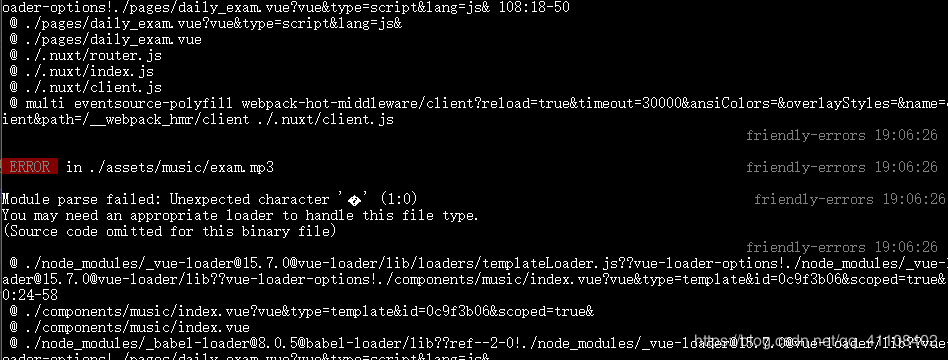 oader-options!./pages/daily_exam.vue?vue&type=script&lang=js& 108:18-50
@ ./pages/daily_exam.vue?vue&type=script&lang=js&
@ ./pages/daily_exam.vue
@ ./.nuxt/router.js
@ ./.nuxt/index.js
@ ./.nuxt/client.js
@ multi eventsource-polyfill webpack-hot-middleware/client?reload=true&timeout=30000&ansiColors=&overlayStyles=&name=c
ient&path=/__webpack_hmr/client ./.nuxt/client.js
friendly-errors 19:06:26
ERROR in ./assets/music/exam.mp3 friendly-errors 19:06:26
Module parse failed: Unexpected character '�' (1:0) friendly-errors 19:06:26
You may need an appropriate loader to handle this file type.
(Source code omitted for this binary file)
friendly-errors 19:06:26
@ ./node_modules/_vue-loader@15.7.0@vue-loader/lib/loaders/templateLoader.js??vue-loader-options!./node_modules/_vue-l
ader@15.7.0@vue-loader/lib??vue-loader-options!./components/music/index.vue?vue&type=template&id=0c9f3b06&scoped=true&
0:24-58
@ ./components/music/index.vue?vue&type=template&id=0c9f3b06&scoped=true&
@ ./components/music/index.vue
@ ./node_modules/_babel-loader@8.0.5@babel-loader/lib??ref--2-0!./node_modules/_vue-loader@15.7.0@vue-loader/lib??vue
oader-options!./pages/daily_exam.vue?vue&type=script&lang=js&